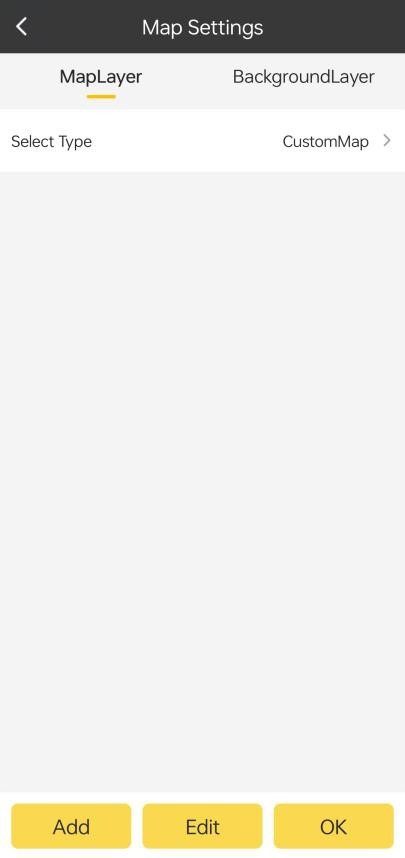 Map Settings
MapLayer BackgroundLayer
Select Type CustomMap
Add Edit OK